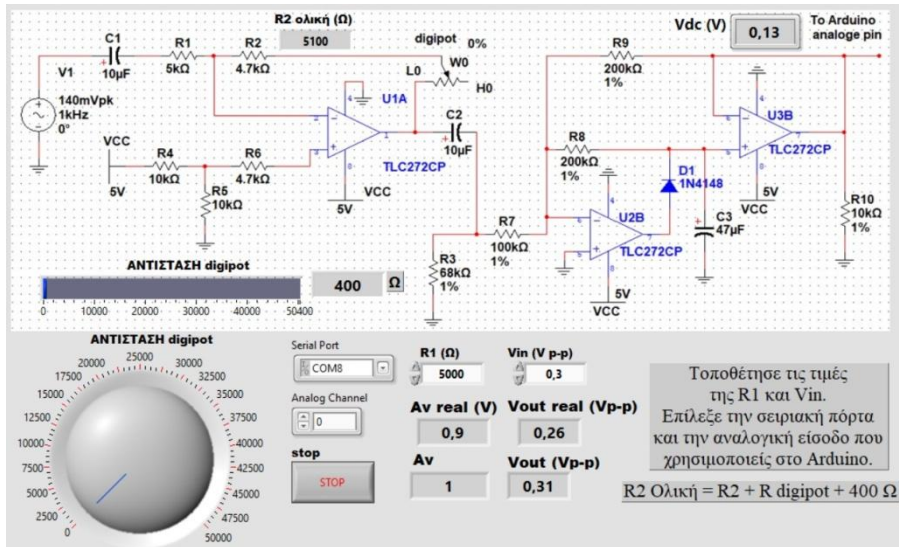 R2 ολική (Ω)
5100
Vdc (V)
0,13
To Arduino
analoge pin
C1
10µF
R1
5kΩ
R2
4.7kΩ
digipot
0%
W0
L0
H0
V1
140mVpk
1kHz
0°
U1A
TLC272CP
C2
10µF
R9
200kΩ
1%
U3B
TLC272CP
VCC
5V
R4
10kΩ
R6
4.7kΩ
R5
10kΩ
5V
VCC
R8
200kΩ
1%
D1
1N4148
VCC
5V
R10
10kΩ
1%
R7
100kΩ
1%
U2B
TLC272CP
C3
47µF
R3
68kΩ
1%
5V
VCC
ΑΝΤΙΣΤΑΣΗ digipot
400
Ω
0 10000 20000 30000 40000 50400
ΑΝΤΙΣΤΑΣΗ digipot
0
2500
5000
7500
10000
12500
15000
17500
20000
22500
25000
27500
30000
32500
35000
37500
40000
42500
45000
47500
50000
Serial Port
COM8
Analog Channel
0
stop
STOP
R1 (Ω)
5000
Vin (V p-p)
0,3
Av real (V)
0,9
Vout real (Vp-p)
0,26
Av
1
Vout (Vp-p)
0,31
Τοποθέτησε τις τιμές
της R1 και Vin.
Επίλεξε την σειριακή πόρτα
και την αναλογική είσοδο που
χρησιμοποιείς στο Arduino.
R2 Ολική = R2 + R digipot + 400 Ω